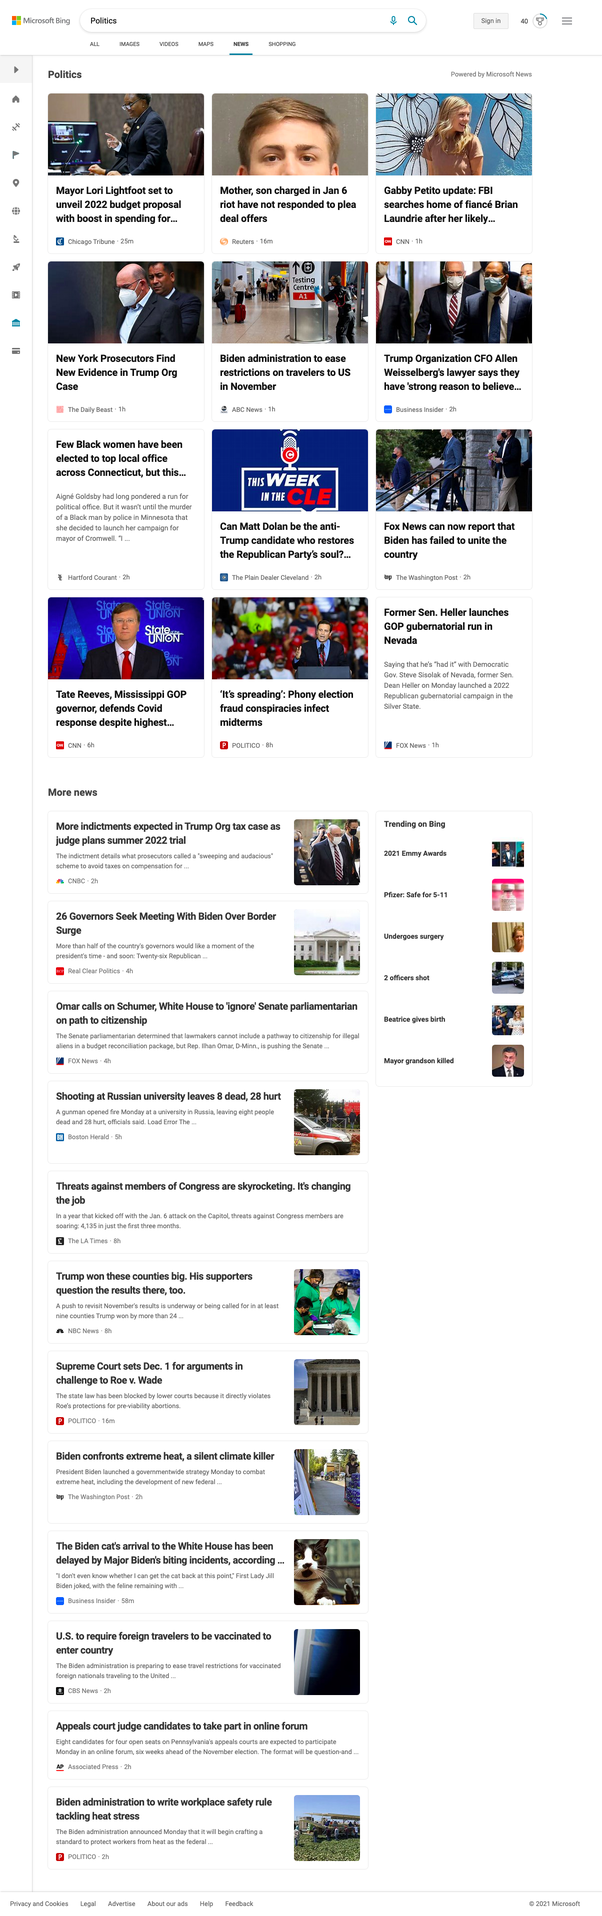 Microsoft Bing
Politics
Sign in
40
ALL IMAGES VIDEOS MAPS NEWS SHOPPING
Politics
Powered by Microsoft News
Mayor Lori Lightfoot set to
unveil 2022 budget proposal
with boost in spending for...
Chicago Tribune · 25m
Mother, son charged in Jan 6
riot have not responded to plea
deal offers
Reuters · 16m
Gabby Petito update: FBI
searches home of fiancé Brian
Laundrie after her likely...
CNN · 1h
New York Prosecutors Find
New Evidence in Trump Org
Case
The Daily Beast · 1h
Testing
Centre
A1
Biden administration to ease
restrictions on travelers to US
in November
ABC News · 1h
Trump Organization CFO Allen
Weisselberg's lawyer says they
have 'strong reason to believe...
Business Insider · 2h
Few Black women have been
elected to top local office
across Connecticut, but this...
Aigné Goldsby had long pondered a run for
political office. But it wasn't until the murder
of a Black man by police in Minnesota that
she decided to launch her campaign for
mayor of Cromwell. "I ...
Hartford Courant · 2h
THIS WEEK
IN THE CLE
Can Matt Dolan be the anti-
Trump candidate who restores
the Republican Party's soul?...
The Plain Dealer Cleveland · 2h
Fox News can now report that
Biden has failed to unite the
country
The Washington Post · 2h
State
UNION
State
UNION
Tate Reeves, Mississippi GOP
governor, defends Covid
response despite highest...
CNN · 6h
'It's spreading': Phony election
fraud conspiracies infect
midterms
POLITICO · 8h
Former Sen. Heller launches
GOP gubernatorial run in
Nevada
Saying that he's "had it" with Democratic
Gov. Steve Sisolak of Nevada, former Sen.
Dean Heller on Monday launched a 2022
Republican gubernatorial campaign in the
Silver State.
FOX News · 1h
More news
More indictments expected in Trump Org tax case as
judge plans summer 2022 trial
The indictment details what prosecutors called a "sweeping and audacious"
scheme to avoid taxes on compensation for ...
CNBC · 2h
26 Governors Seek Meeting With Biden Over Border
Surge
More than half of the country's governors would like a moment of the
president's time - and soon: Twenty-six Republican ...
Real Clear Politics · 4h
Omar calls on Schumer, White House to 'ignore' Senate parliamentarian
on path to citizenship
The Senate parliamentarian determined that lawmakers cannot include a pathway to citizenship for illegal
aliens in a budget reconciliation package, but Rep. Ilhan Omar, D-Minn., is pushing the Senate ...
FOX News · 4h
Shooting at Russian university leaves 8 dead, 28 hurt
A gunman opened fire Monday at a university in Russia, leaving eight people
dead and 28 hurt, officials said. Load Error The ...
Boston Herald · 5h
Threats against members of Congress are skyrocketing. It's changing
the job
In a year that kicked off with the Jan. 6 attack on the Capitol, threats against Congress members are
soaring: 4,135 in just the first three months.
The LA Times · 8h
Trump won these counties big. His supporters
question the results there, too.
A push to revisit November's results is underway or being called for in at least
nine counties Trump won by more than 24 ...
NBC News · 8h
Supreme Court sets Dec. 1 for arguments in
challenge to Roe v. Wade
The state law has been blocked by lower courts because it directly violates
Roe's protections for pre-viability abortions.
POLITICO · 16m
Biden confronts extreme heat, a silent climate killer
President Biden launched a governmentwide strategy Monday to combat
extreme heat, including the development of new federal ...
The Washington Post · 2h
The Biden cat's arrival to the White House has been
delayed by Major Biden's biting incidents, according ...
"I don't even know whether I can get the cat back at this point," First Lady Jill
Biden joked, with the feline remaining with ...
Business Insider · 58m
U.S. to require foreign travelers to be vaccinated to
enter country
The Biden administration is preparing to ease travel restrictions for vaccinated
foreign nationals traveling to the United ...
CBS News · 2h
Appeals court judge candidates to take part in online forum
Eight candidates for four open seats on Pennsylvania's appeals courts are expected to participate
Monday in an online forum, six weeks ahead of the November election. The format will be question-and ...
AP Associated Press · 2h
Biden administration to write workplace safety rule
tackling heat stress
The Biden administration announced Monday that it will begin crafting a
standard to protect workers from heat as the federal ...
POLITICO · 2h
Trending on Bing
2021 Emmy Awards
Pfizer: Safe for 5-11
Undergoes surgery
2 officers shot
Beatrice gives birth
Mayor grandson killed
Privacy and Cookies Legal Advertise About our ads Help Feedback
© 2021 Microsoft